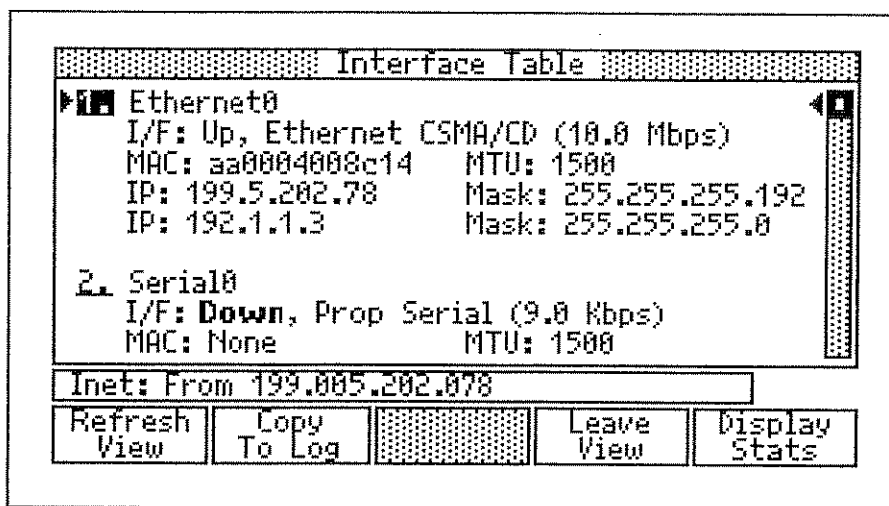 Interface Table
1. Ethernet0
I/F: Up, Ethernet CSMA/CD (10.0 Mbps)
MAC: aa0004008c14 MTU: 1500
IP: 199.5.202.78 Mask: 255.255.255.192
IP: 192.1.1.3 Mask: 255.255.255.0
2. Serial0
I/F: Down, Prop Serial (9.0 Kbps)
MAC: None MTU: 1500
Inet: From 199.005.202.078
Refresh View
Copy To Log
Leave View
Display Stats